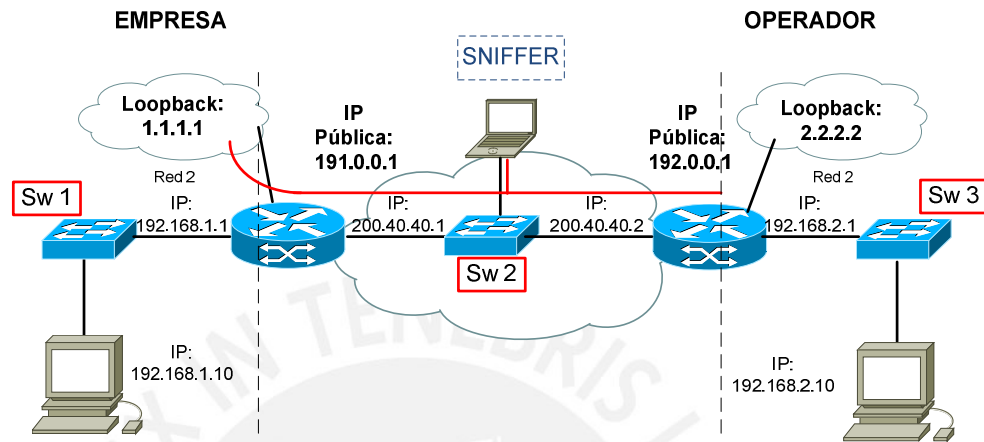 EMPRESA
OPERADOR
SNIFFER
Loopback:
1.1.1.1
IP
Pública:
191.0.0.1
IP
Pública:
192.0.0.1
Loopback:
2.2.2.2
Red 2
Red 2
Sw 1
IP:
192.168.1.1
IP:
200.40.40.1
Sw 2
IP:
200.40.40.2
IP:
192.168.2.1
Sw 3
IP:
192.168.1.10
IP:
192.168.2.10
IN TENEBRIS